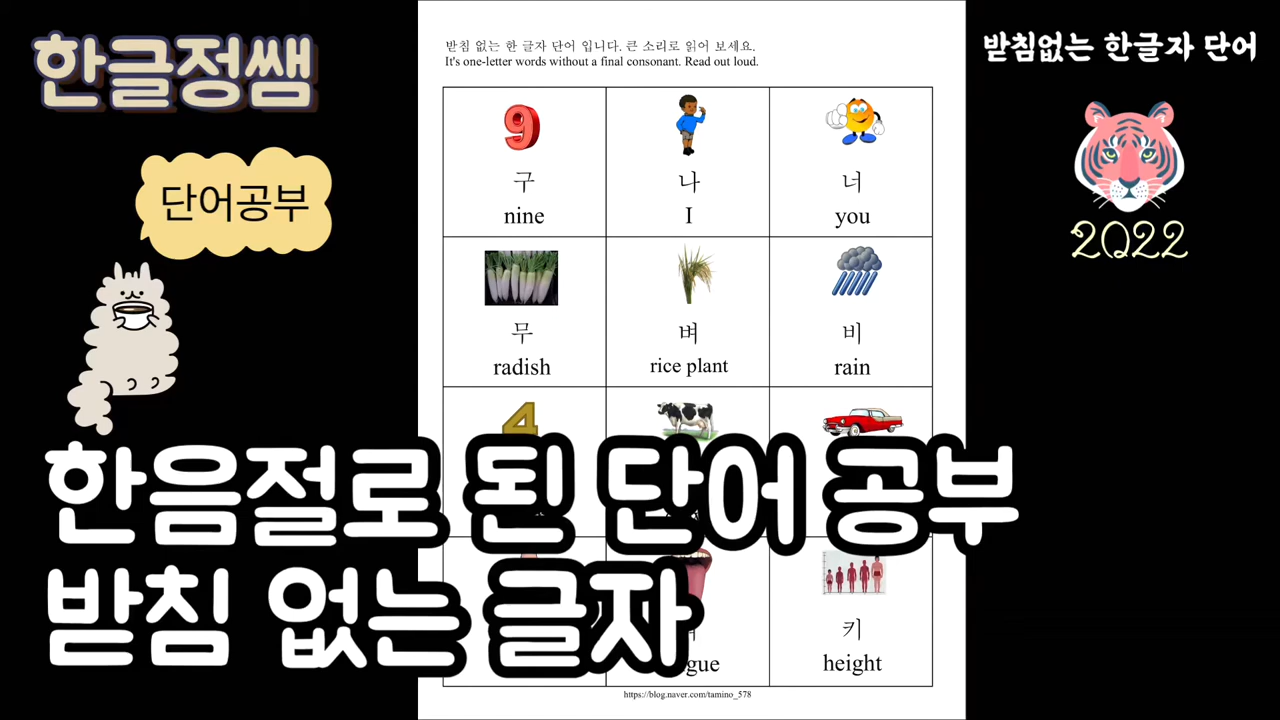 한글정쌤
단어공부
받침 없는 한 글자 단어 입니다. 큰 소리로 읽어 보세요.
It's one-letter words without a final consonant. Read out loud.
받침없는 한글자 단어
2022
9
구
nine
나
I
너
you
무
radish
벼
rice plant
비
rain
4
한음절로 된 단어 공부
받침 없는 글자
키
height
https://blog.naver.com/tamino_578